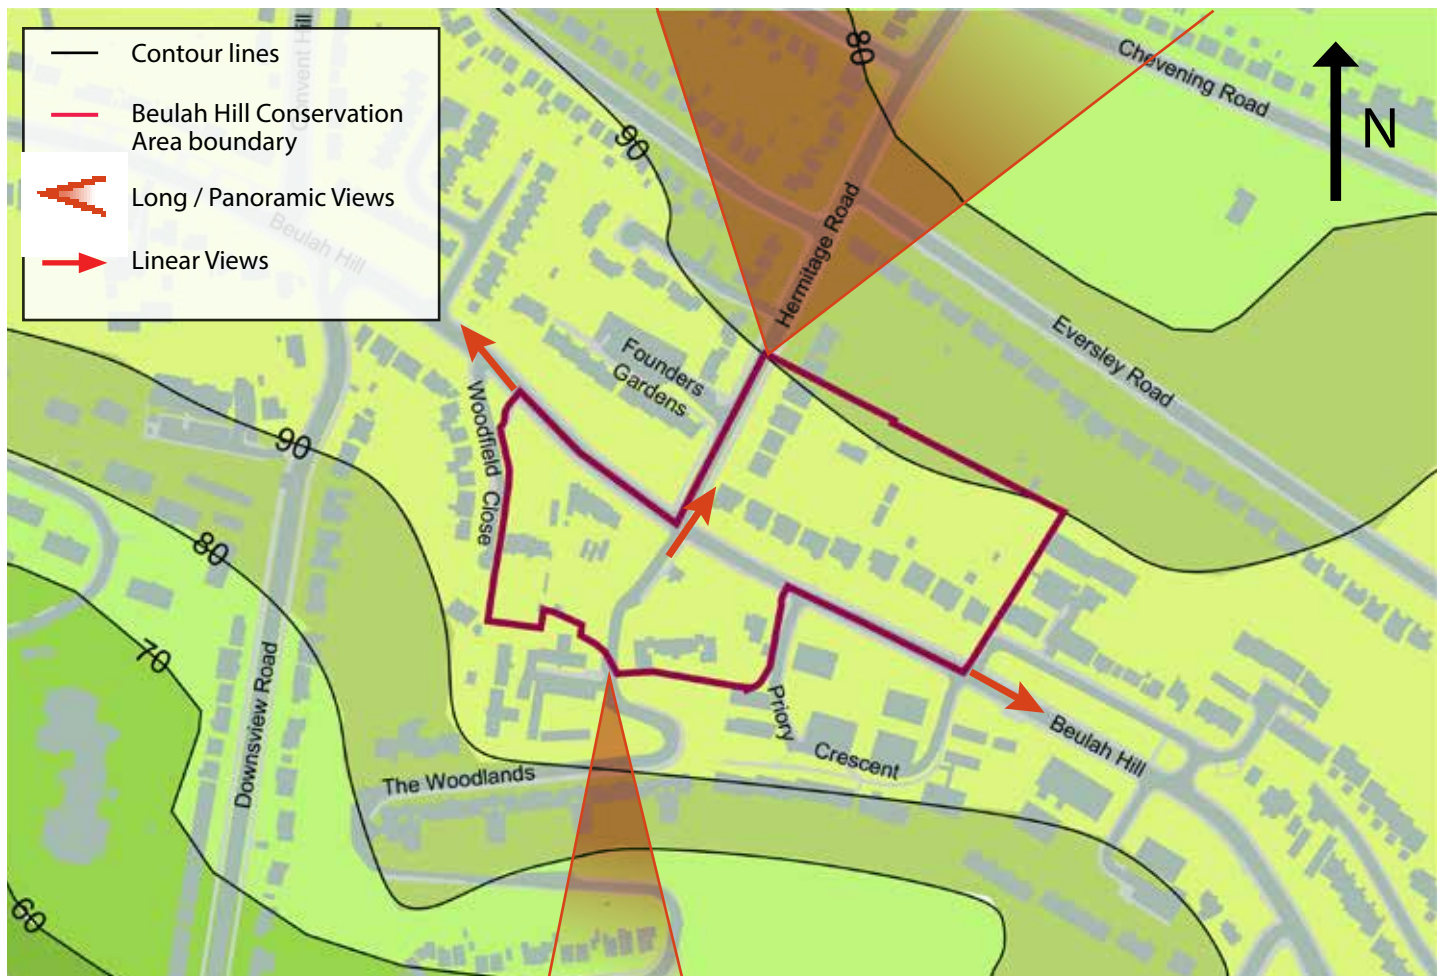 Contour lines
Beulah Hill Conservation
Area boundary
Long / Panoramic Views
Linear Views
Convent Hill
Beulah Hill
80
90
Chevening Road
N
Hermitage Road
Eversley Road
Founders
Gardens
Woodfield Close
90
80
70
60
Downsview Road
The Woodlands
Priory
Crescent
Beulah Hill